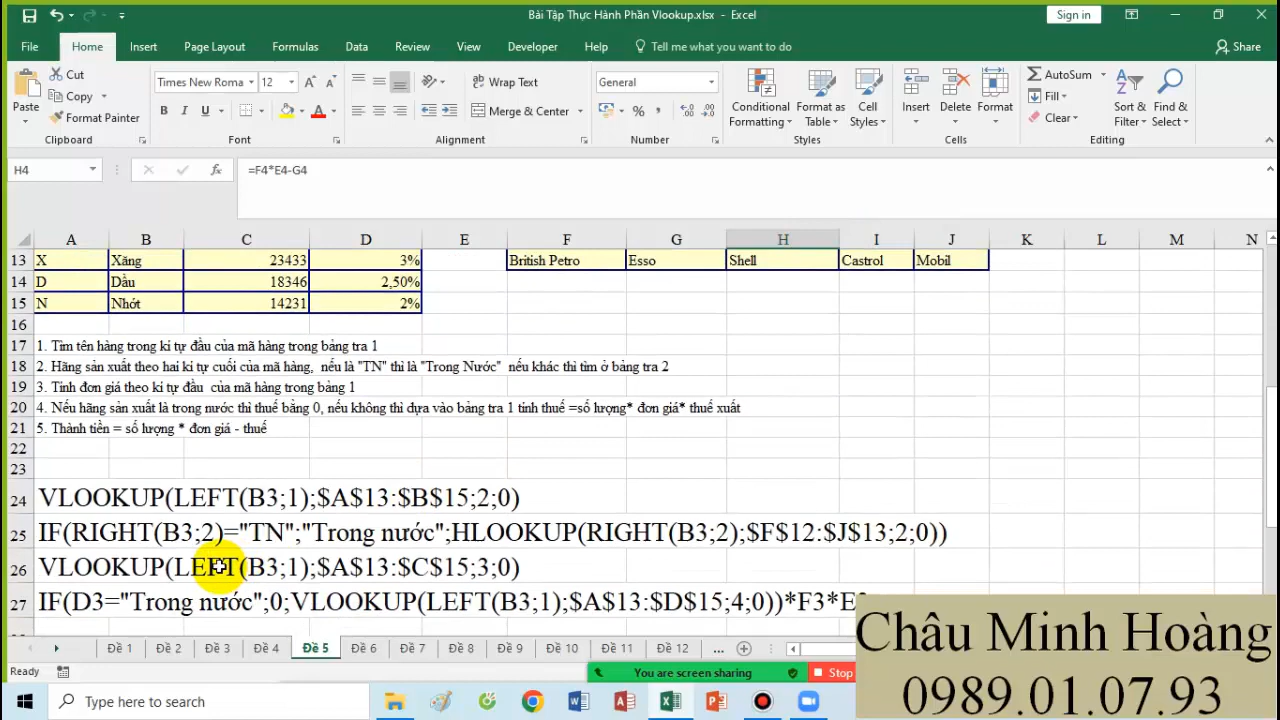 Bài Tập Thực Hành Phần Vlookup.xlsx - Excel
Sign in
File Home Insert Page Layout Formulas Data Review View Developer Help Tell me what you want to do Share
Cut
Copy
Format Painter
Paste
Clipboard
Times New Roma 12
B I U
Font
Wrap Text
Merge & Center
Alignment
General
Number
Conditional Formatting
Format as Table
Cell Styles
Styles
Insert Delete Format
Cells
AutoSum
Fill
Clear
Sort & Filter
Find & Select
Editing
H4 fx =F4*E4-G4
A B C D E F G H I J K L M N
13 X Xăng 23433 3% British Petro Esso Shell Castrol Mobil
14 D Dầu 18346 2,50%
15 N Nhớt 14231 2%
16
17 1. Tìm tên hàng trong kí tự đầu của mã hàng trong bảng tra 1
18 2. Hãng sản xuất theo hai kí tự cuối của mã hàng, nếu là "TN" thì là "Trong Nước" nếu khác thì tìm ở bảng tra 2
19 3. Tính đơn giá theo kí tự đầu của mã hàng trong bảng 1
20 4. Nếu hãng sản xuất là trong nước thì thuế bằng 0, nếu không thì dựa vào bảng tra 1 tính thuế =số lượng* đơn giá* thuế xuất
21 5. Thành tiền = số lượng * đơn giá - thuế
22
23
24 VLOOKUP(LEFT(B3;1);$A$13:$B$15;2;0)
25 IF(RIGHT(B3;2)="TN";"Trong nước";HLOOKUP(RIGHT(B3;2);$F$12:$J$13;2;0))
26 VLOOKUP(LEFT(B3;1);$A$13:$C$15;3;0)
27 IF(D3="Trong nước";0;VLOOKUP(LEFT(B3;1);$A$13:$D$15;4;0))*F3*E
Đề 1 Đề 2 Đề 3 Đề 4 Đề 5 Đề 6 Đề 7 Đề 8 Đề 9 Đề 10 Đề 11 Đề 12 ...
Ready
You are screen sharing
Stop
Type here to search
Châu Minh Hoàng
0989.01.07.93